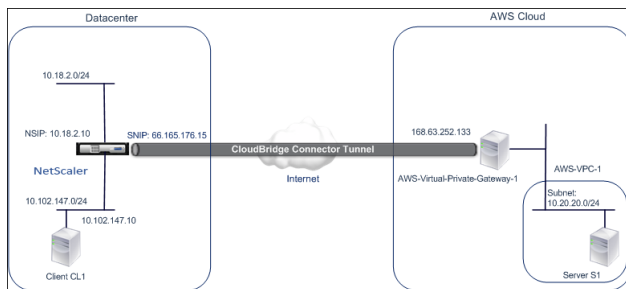 Datacenter
AWS Cloud
10.18.2.0/24
NSIP: 10.18.2.10
SNIP: 66.165.176.15
168.63.252.133
CloudBridge Connector Tunnel
NetScaler
Internet
AWS-Virtual-Private-Gateway-1
AWS-VPC-1
Subnet:
10.20.20.0/24
10.102.147.0/24
10.102.147.10
Client CL1
Server S1